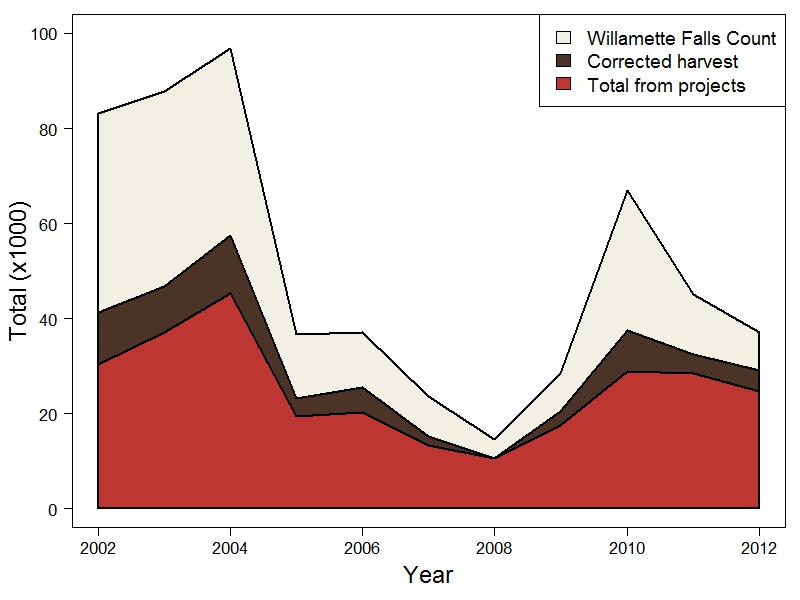 Willamette Falls Count
Corrected harvest
Total from projects
Total (x1000)
100
80
60
40
20
0
2002 2004 2006 2008 2010 2012
Year